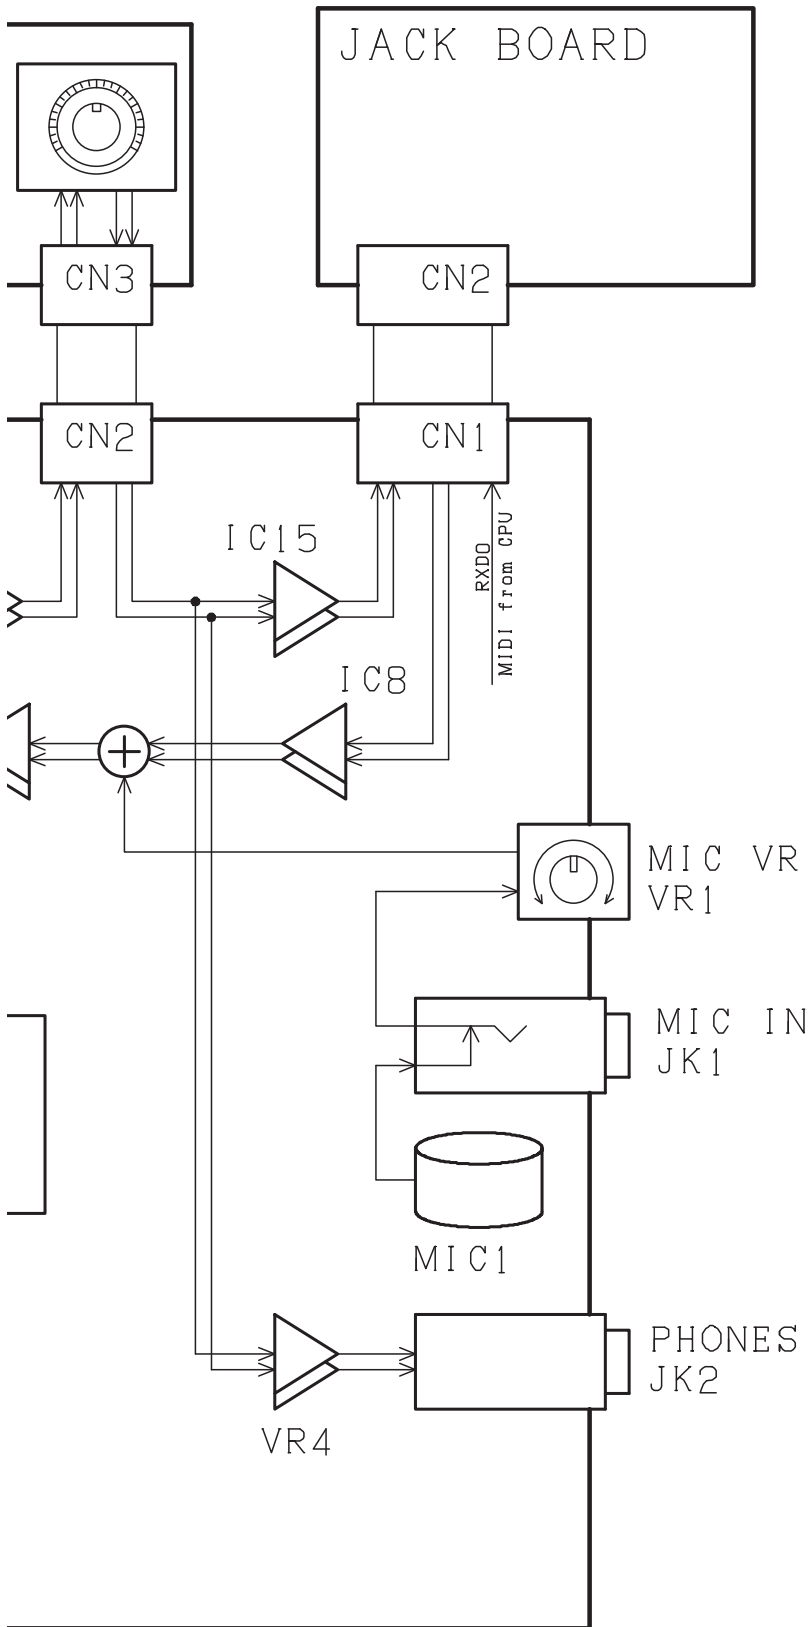 JACK BOARD
CN3
CN2
CN2
CN1
IC15
RXD0
MIDI from CPU
IC8
MIC VR
VR1
MIC IN
JK1
MIC1
PHONES
JK2
VR4